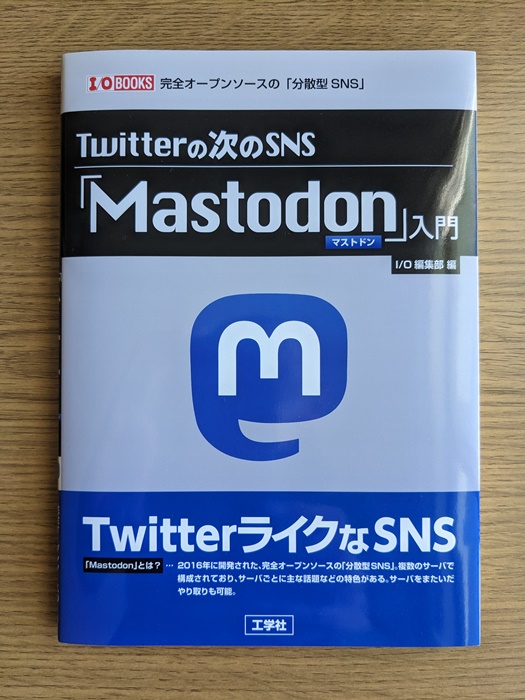 I/O BOOKS 完全オープンソースの「分散型 SNS」
Twitterの次のSNS
「Mastodon」入門
マストドン
I/O 編集部 編
m
TwitterライクなSNS
「Mastodon」とは? … 2016年に開発された、完全オープンソースの「分散型SNS」。複数のサーバで
構成されており、サーバごとに主な話題などの特色がある。サーバをまたいだ
やり取りも可能。
工学社